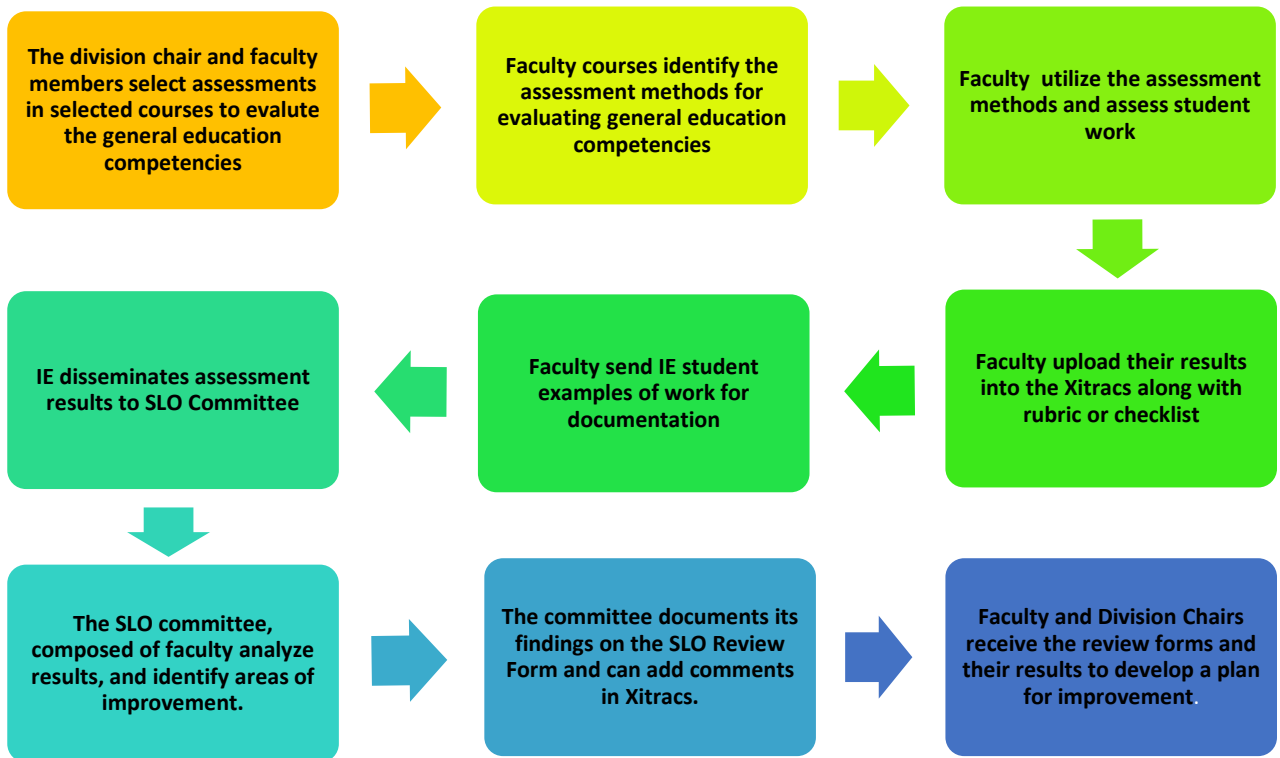 The division chair and faculty
members select assessments
in selected courses to evalute
the general education
competencies
Faculty courses identify the
assessment methods for
evaluating general education
competencies
Faculty  utilize the assessment
methods and assess student
work
Faculty upload their results
into the Xitracs along with
rubric or checklist
Faculty send IE student
examples of work for
documentation
IE disseminates assessment
results to SLO Committee
The SLO committee,
composed of faculty analyze
results, and identify areas of
improvement.
The committee documents its
findings on the SLO Review
Form and can add comments
in Xitracs.
Faculty and Division Chairs
receive the review forms and
their results to develop a plan
for improvement.